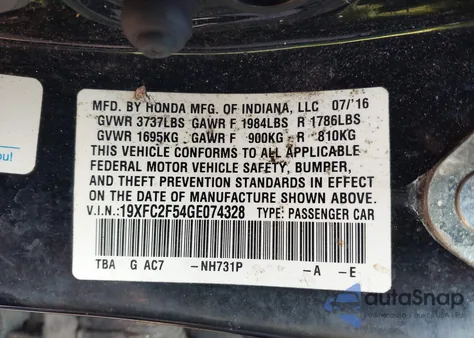 MFD. BY HONDA MFG. OF INDIANA, LLC 07/'16
GVWR 3737LBS GAWR F 1984LBS R 1786LBS
GVWR 1695KG GAWR F 900KG R 810KG
THIS VEHICLE CONFORMS TO ALL APPLICABLE
FEDERAL MOTOR VEHICLE SAFETY, BUMPER,
AND THEFT PREVENTION STANDARDS IN EFFECT
ON THE DATE OF MANUFACTURE SHOWN ABOVE.
V.I.N.:19XFC2F54GE074328 TYPE: PASSENGER CAR
TBA G AC7 -NH731P -A -E
ou!
autoSnap